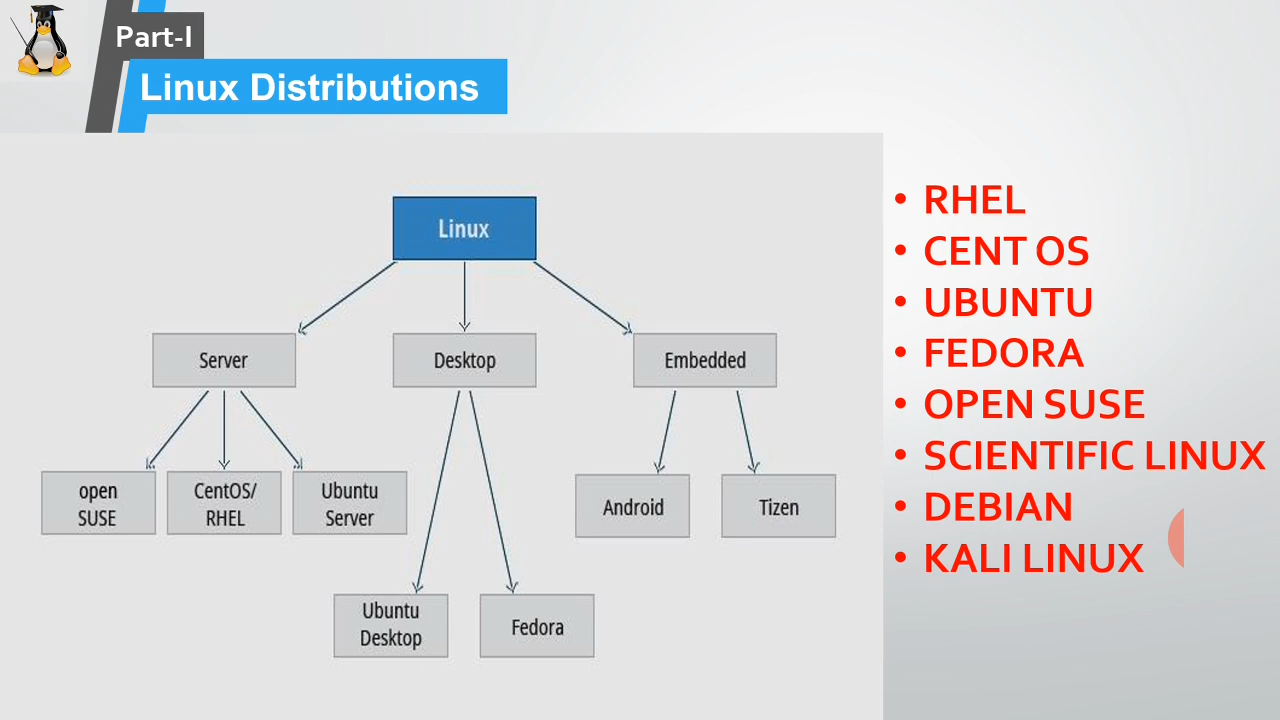 Part-I
Linux Distributions
Linux
Server
Desktop
Embedded
open
SUSE
CentOS/
RHEL
Ubuntu
Server
Android
Tizen
Ubuntu
Desktop
Fedora
• RHEL
• CENT OS
• UBUNTU
• FEDORA
• OPEN SUSE
• SCIENTIFIC LINUX
• DEBIAN
• KALI LINUX